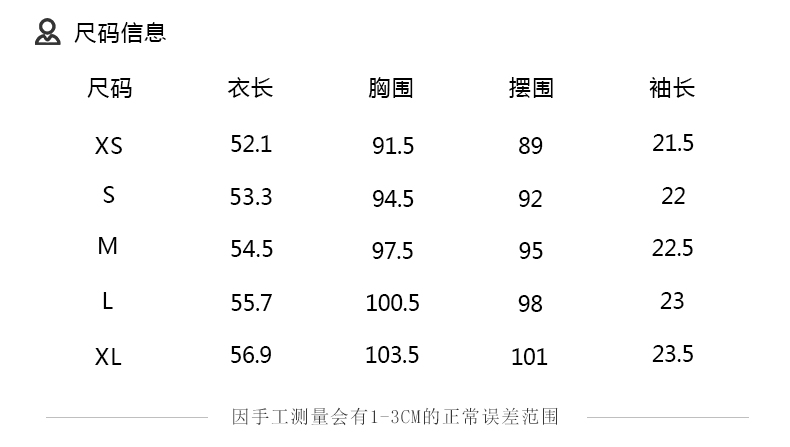 尺码信息
尺码 衣长 胸围 摆围 袖长
XS 52.1 91.5 89 21.5
S 53.3 94.5 92 22
M 54.5 97.5 95 22.5
L 55.7 100.5 98 23
XL 56.9 103.5 101 23.5
因手工测量会有1-3CM的正常误差范围